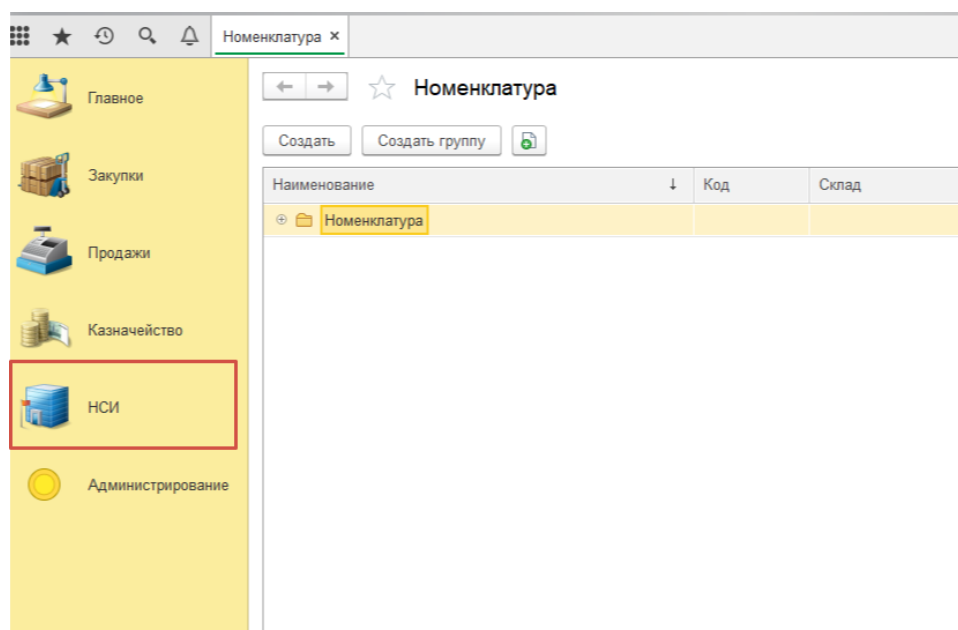 Номенклатура ×
Главное
Закупки
Продажи
Казначейство
НСИ
Администрирование
← → Номенклатура
Создать Создать группу
Наименование ↓ Код Склад
Номенклатура